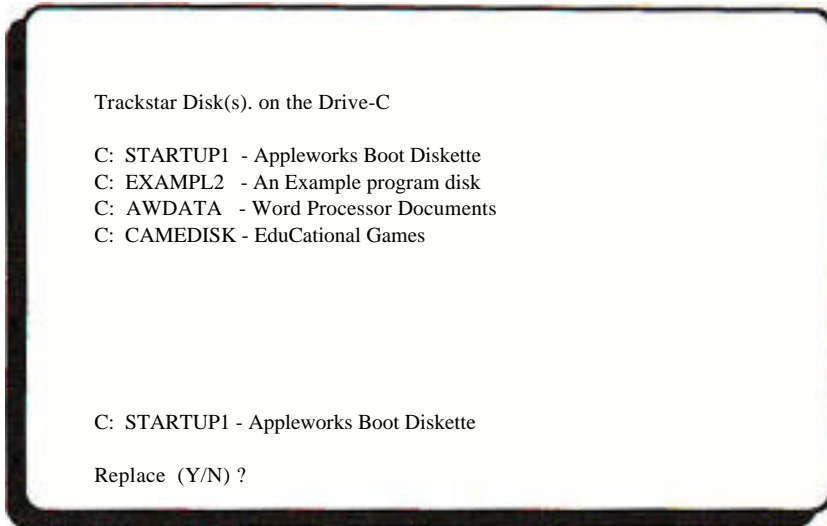 Trackstar Disk(s). on the Drive-C
C: STARTUP1 - Appleworks Boot Diskette
C: EXAMPL2 - An Example program disk
C: AWDATA - Word Processor Documents
C: CAMEDISK - EduCational Games
C: STARTUP1 - Appleworks Boot Diskette
Replace (Y/N) ?